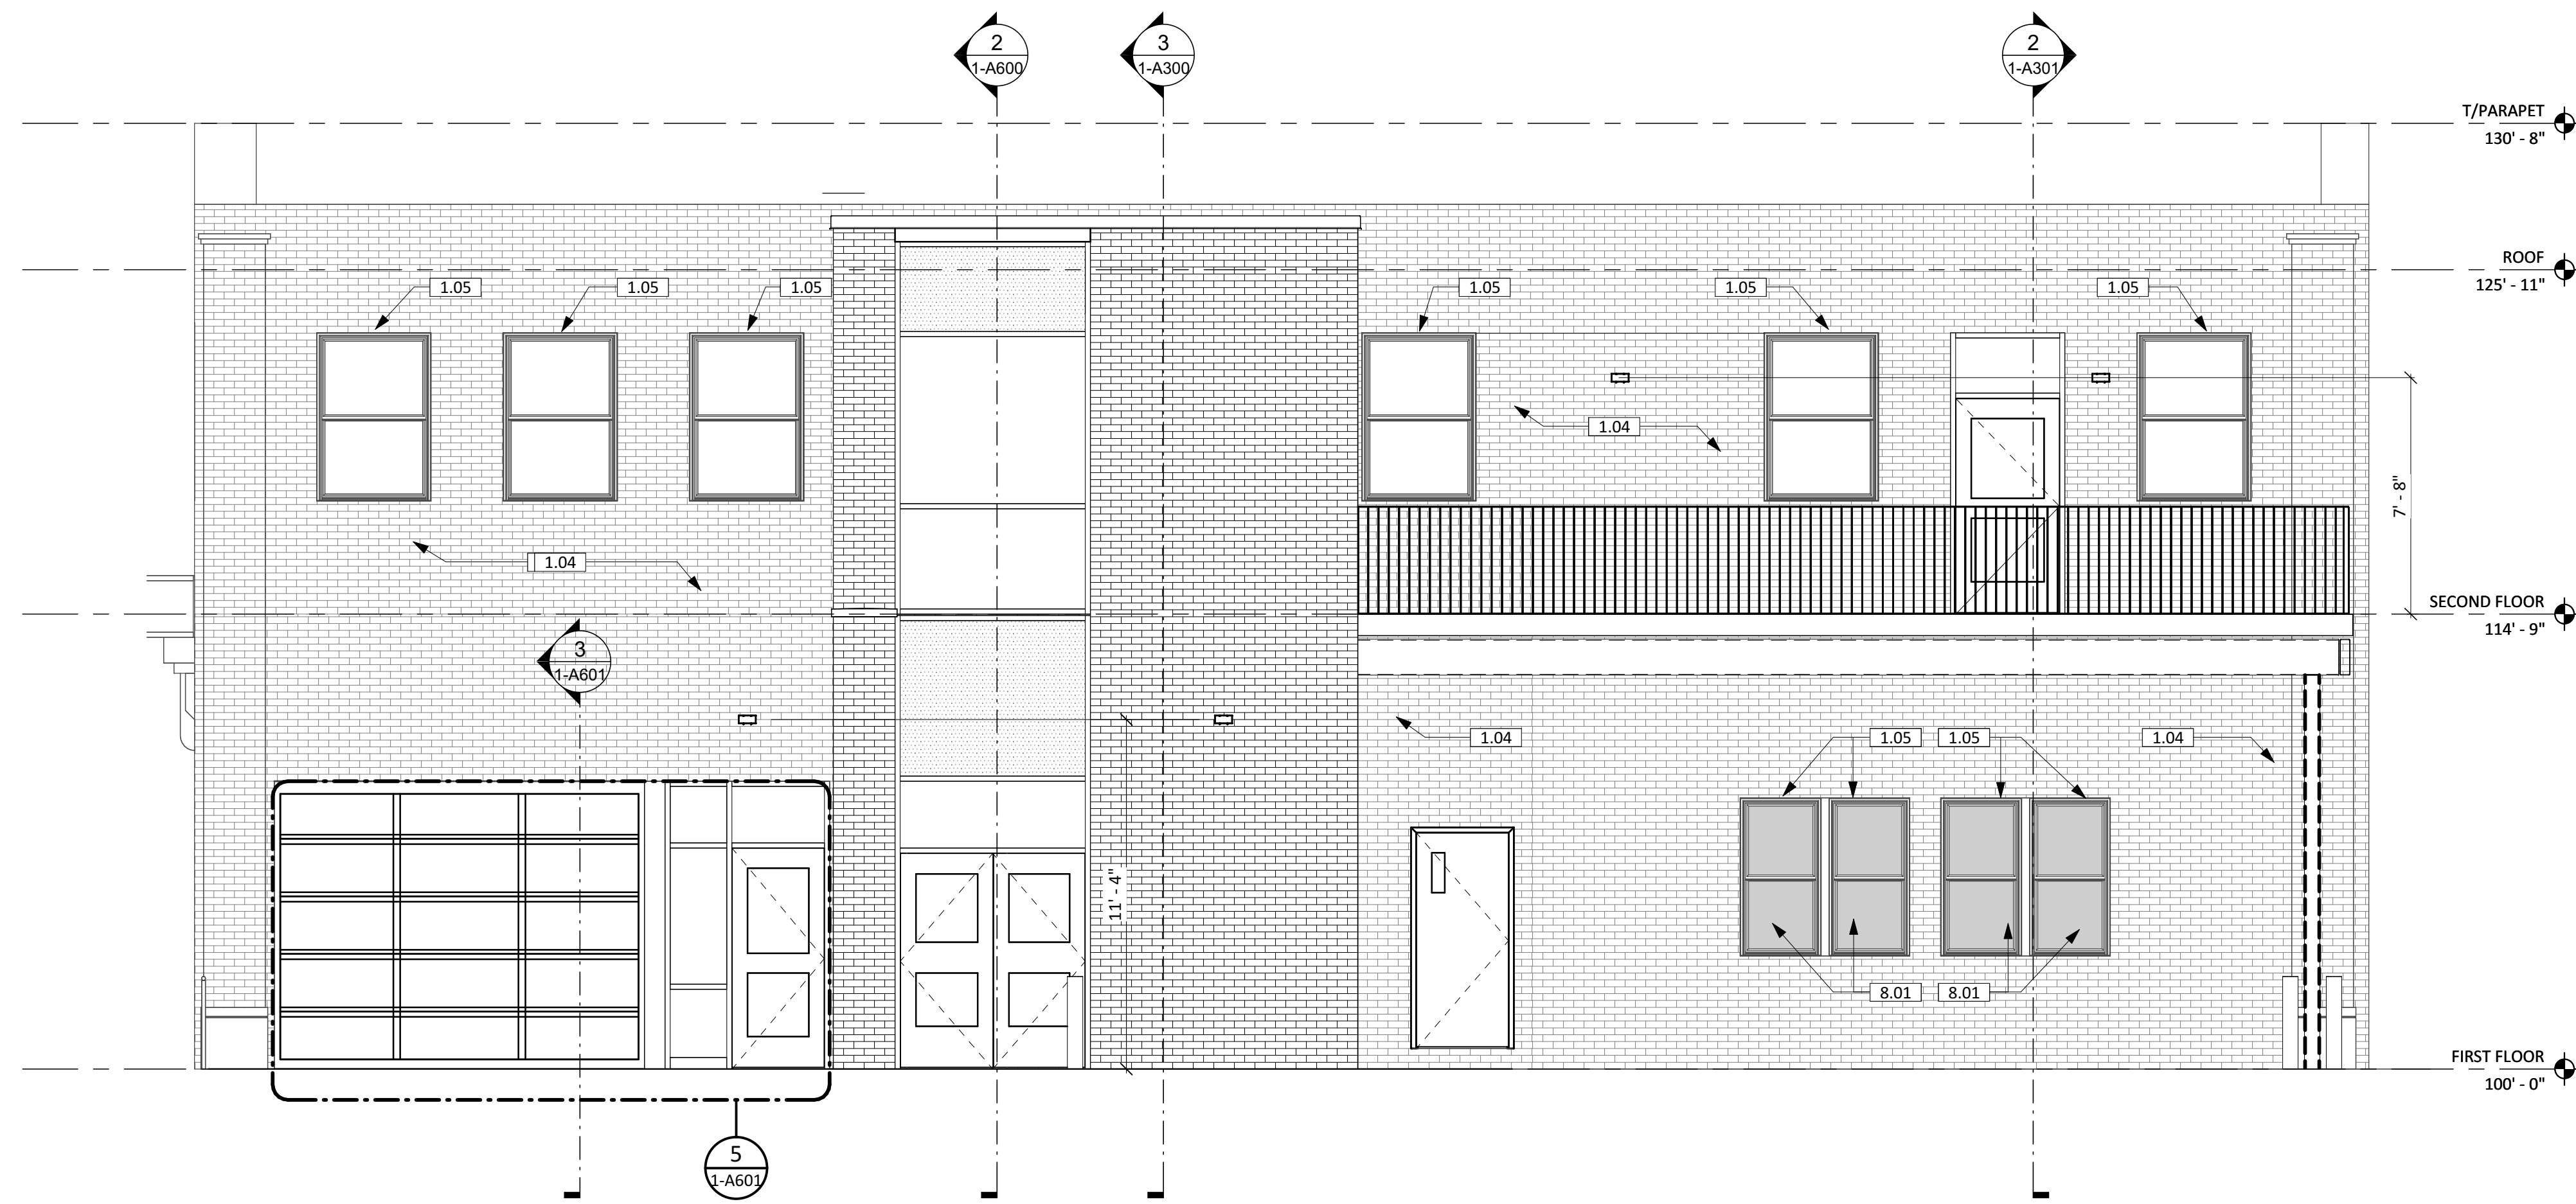 2
1-A600
3
1-A300
2
1-A301
T/PARAPET
130' - 8"
ROOF
125' - 11"
1.05
1.05
1.05
1.05
1.05
1.05
1.04
7' - 8"
1.04
SECOND FLOOR
114' - 9"
3
1-A601
1.04
1.05
1.05
1.04
11' - 4"
8.01
8.01
FIRST FLOOR
100' - 0"
5
1-A601